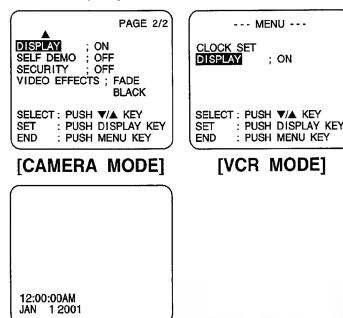 PAGE 2/2
▲
DISPLAY ; ON
SELF DEMO ; OFF
SECURITY ; OFF
VIDEO EFFECTS ; FADE
BLACK
SELECT : PUSH ▼/▲ KEY
SET : PUSH DISPLAY KEY
END : PUSH MENU KEY
[CAMERA MODE]
--- MENU ---
CLOCK SET
DISPLAY ; ON
SELECT : PUSH ▼/▲ KEY
SET : PUSH DISPLAY KEY
END : PUSH MENU KEY
[VCR MODE]
12:00:00AM
JAN 1 2001